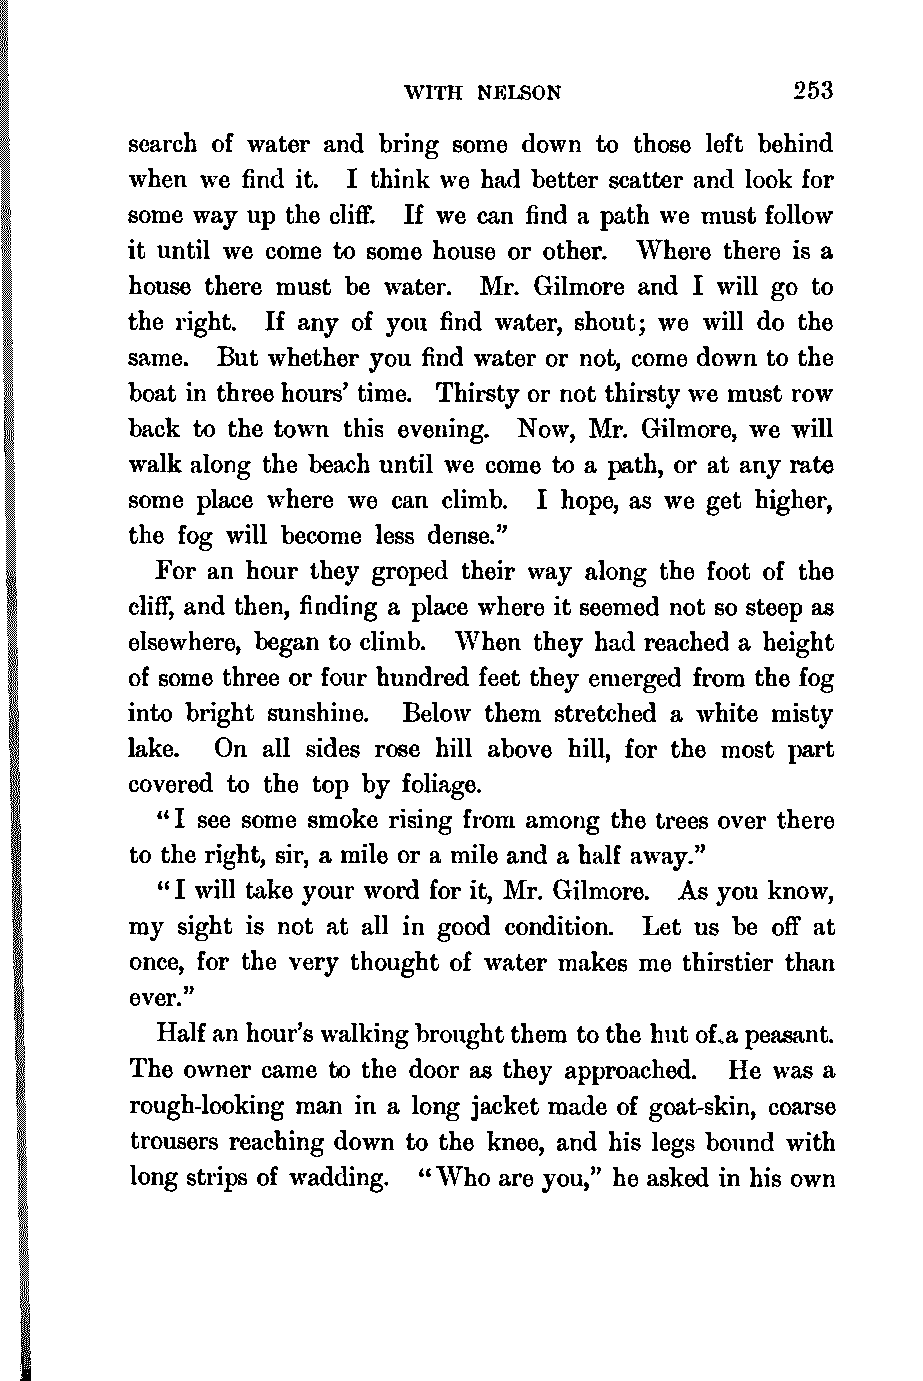 WITH NELSON 253
search of water and bring some down to those left behind
when we find it. I think we had better scatter and look for
some way up the cliff. If we can find a path we must follow
it until we come to some house or other. Where there is a
house there must be water. Mr. Gilmore and I will go to
the right. If any of you find water, shout; we will do the
same. But whether you find water or not, come down to the
boat in three hours' time. Thirsty or not thirsty we must row
back to the town this evening. Now, Mr. Gilmore, we will
walk along the beach until we come to a path, or at any rate
some place where we can climb. I hope, as we get higher,
the fog will become less dense."
For an hour they groped their way along the foot of the
cliff, and then, finding a place where it seemed not so steep as
elsewhere, began to climb. When they had reached a height
of some three or four hundred feet they emerged from the fog
into bright sunshine. Below them stretched a white misty
lake. On all sides rose hill above hill, for the most part
covered to the top by foliage.
"I see some smoke rising from among the trees over there
to the right, sir, a mile or a mile and a half away."
"I will take your word for it, Mr. Gilmore. As you know,
my sight is not at all in good condition. Let us be off at
once, for the very thought of water makes me thirstier than
ever."
Half an hour's walking brought them to the hut of a peasant.
The owner came to the door as they approached. He was a
rough-looking man in a long jacket made of goat-skin, coarse
trousers reaching down to the knee, and his legs bound with
long strips of wadding. "Who are you," he asked in his own